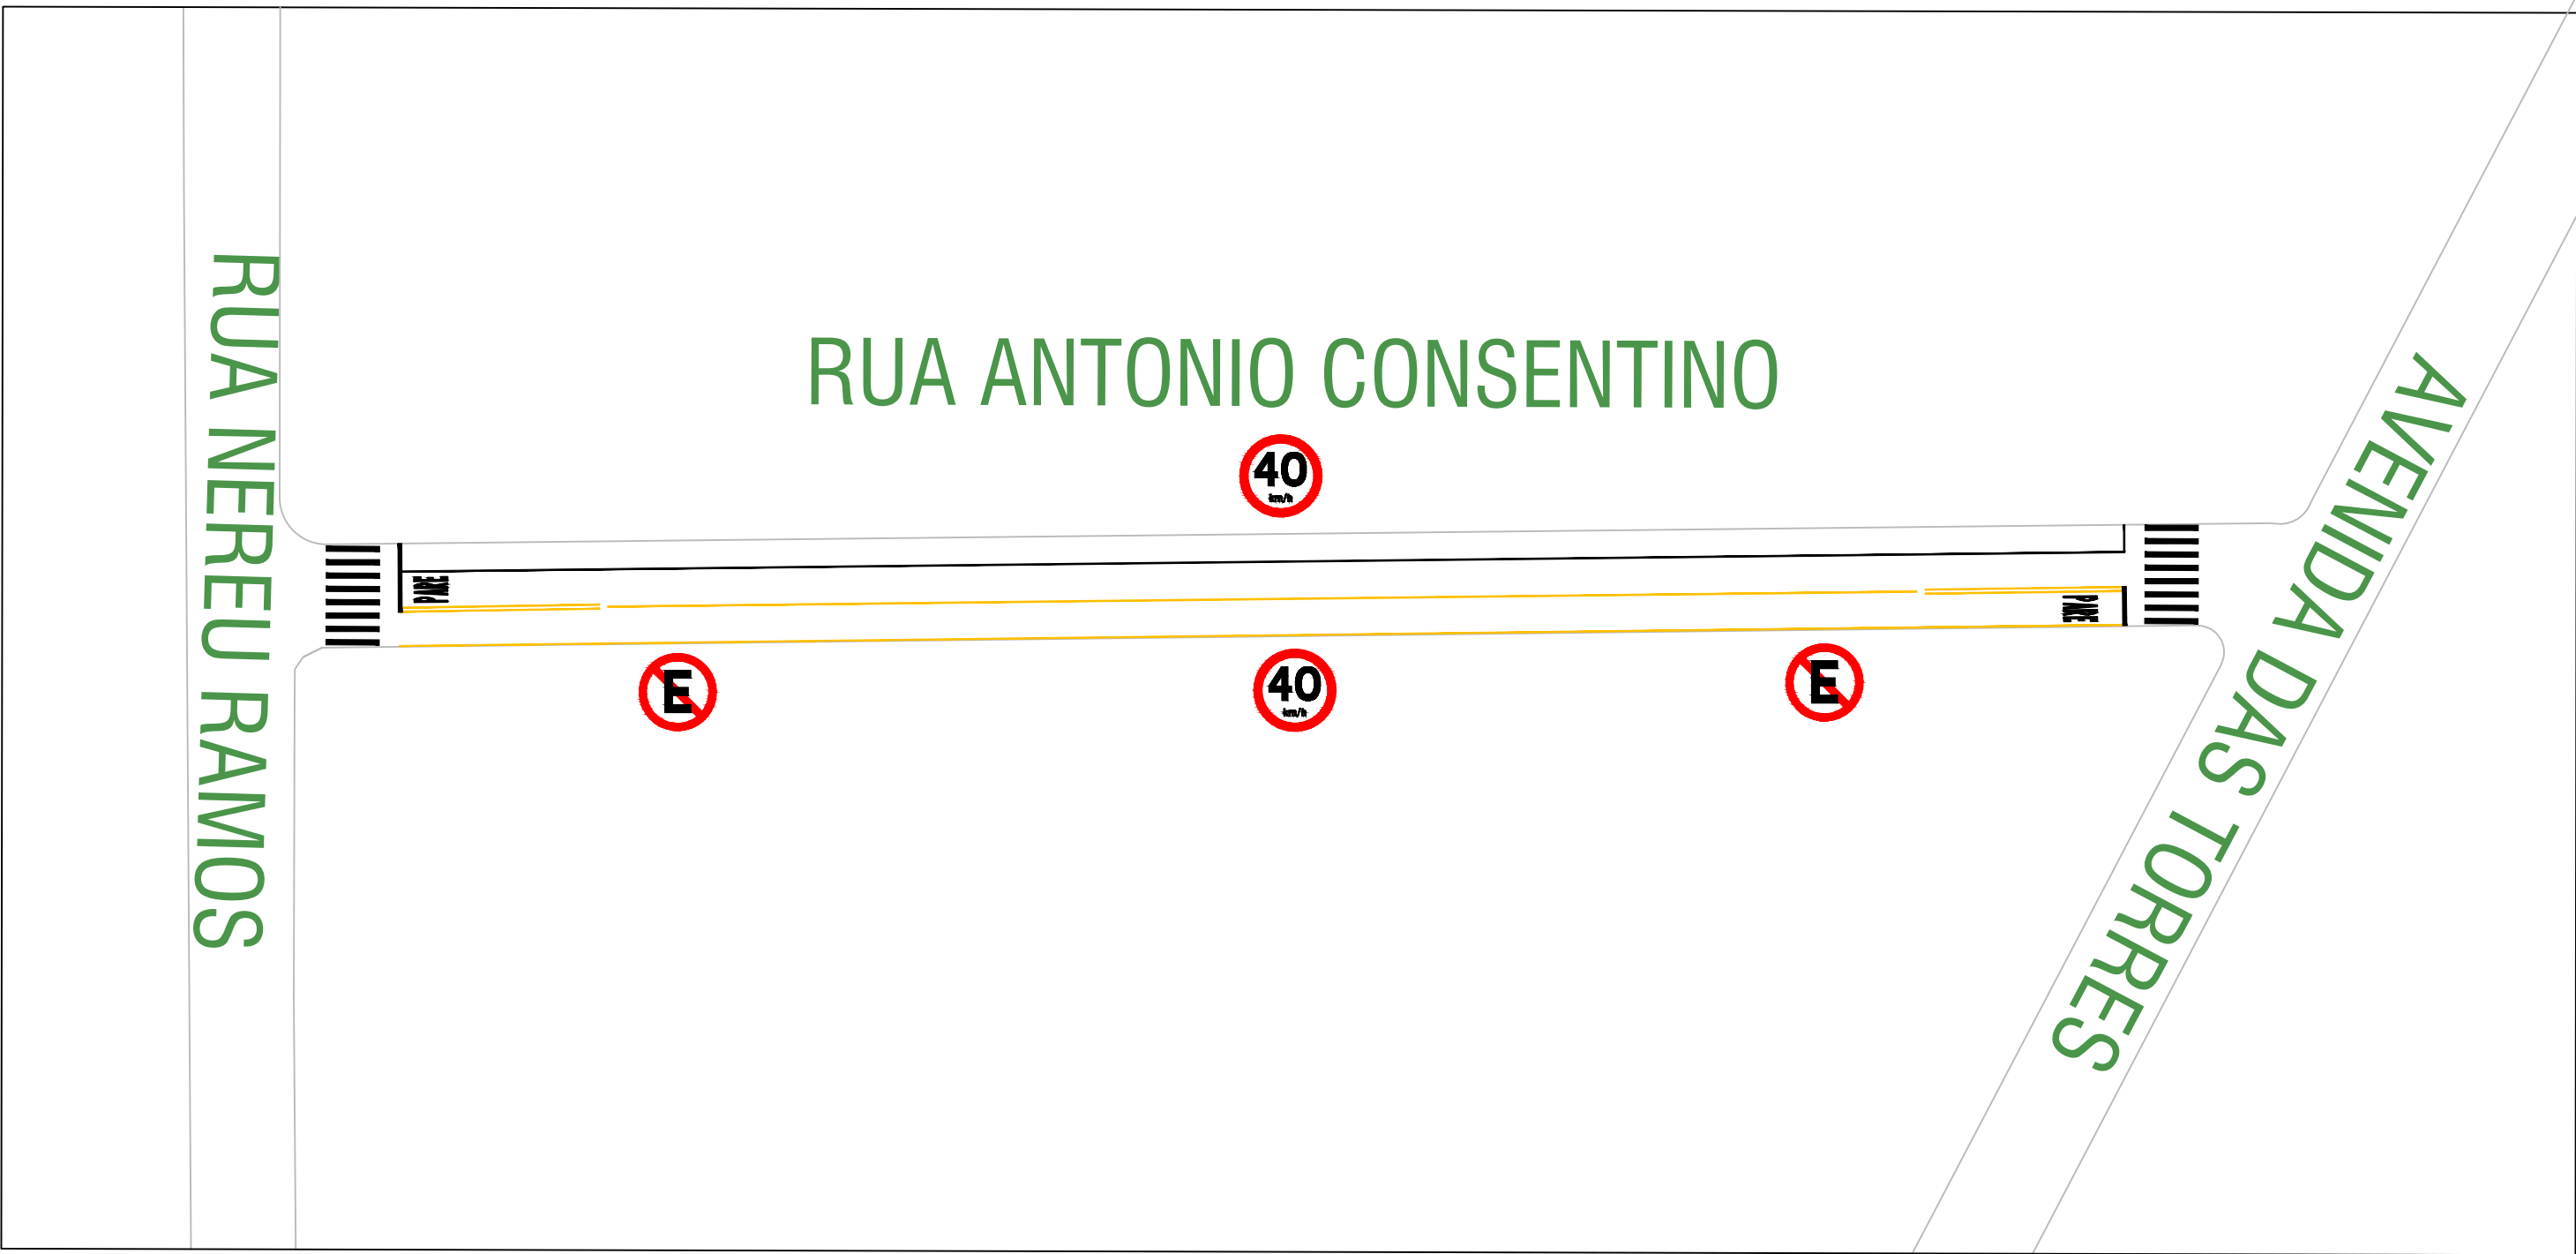 RUA NEREU RAMOS
RUA ANTONIO CONSENTINO
40
km/h
PARE
PARE
E
40
km/h
E
AVENIDA DAS TORRES